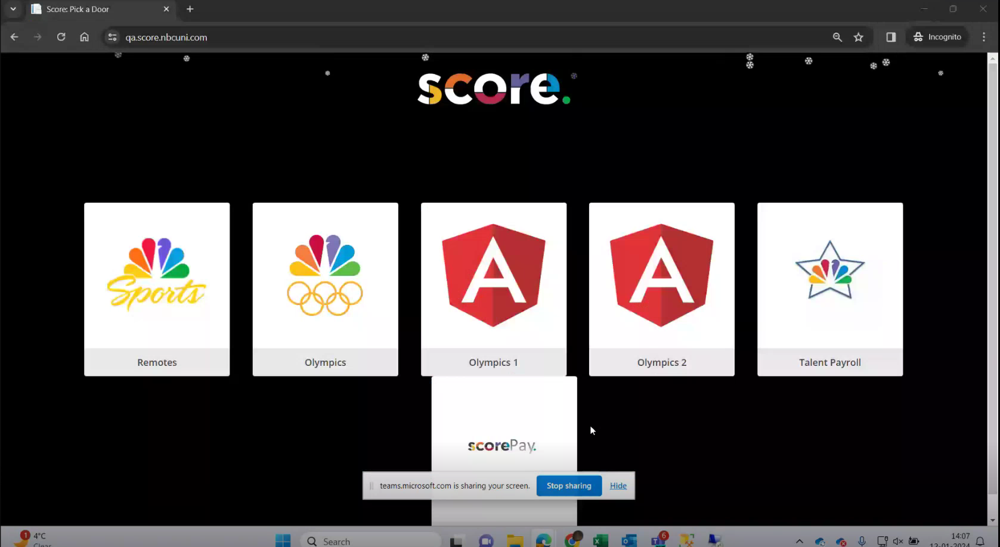 Score: Pick a Door
qa.score.nbcuni.com
Incognito
score.
Sports
Remotes
Olympics
Olympics 1
Olympics 2
Talent Payroll
scorePay.
teams.microsoft.com is sharing your screen. Stop sharing Hide
1
4°C
Clear
Search
6
14:07
12-01-2024